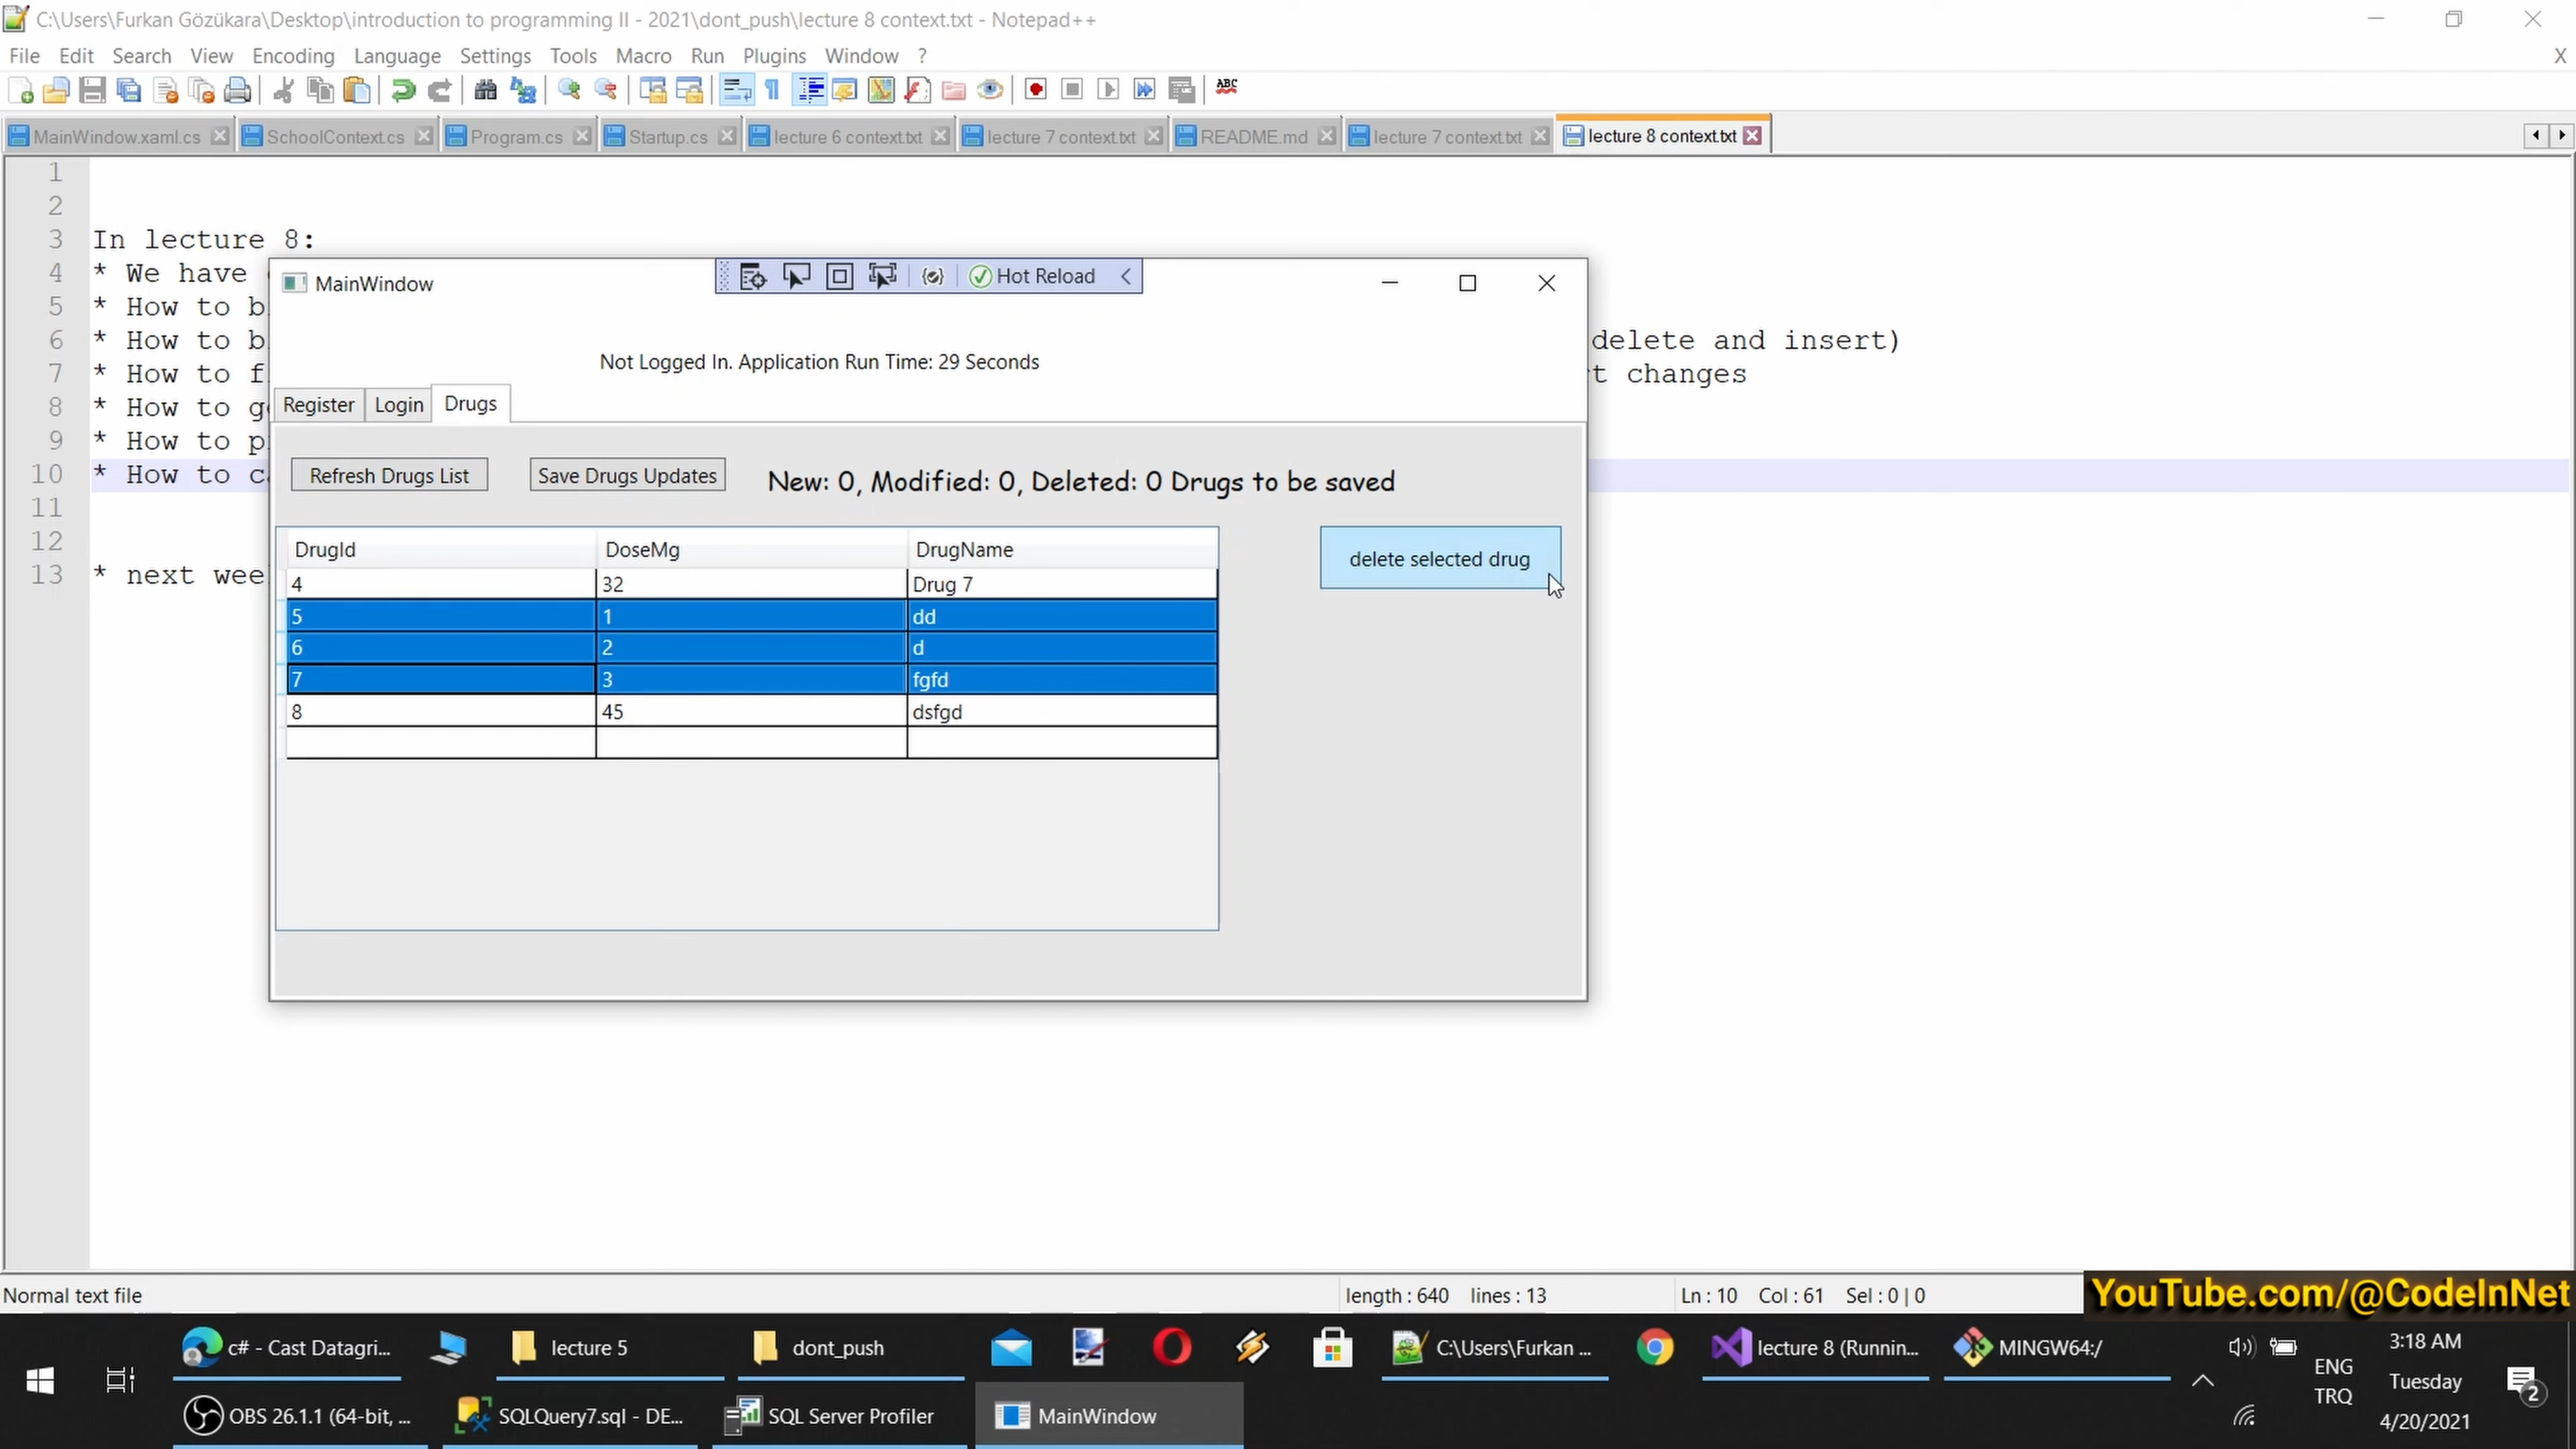 C:\Users\Furkan Gözükara\Desktop\introduction to programming II - 2021\dont_push\lecture 8 context.txt - Notepad++
File Edit Search View Encoding Language Settings Tools Macro Run Plugins Window ?
X
ABC
MainWindow.xaml.cs SchoolContext.cs Program.cs Startup.cs lecture 6 context.txt lecture 7 context.txt README.md lecture 7 context.txt lecture 8 context.txt
1
2
3 In lecture 8:
4 * We have
5 * How to b
6 * How to b delete and insert)
7 * How to f t changes
8 * How to g
9 * How to p
10 * How to c
11
12
13 * next wee
MainWindow
Hot Reload
Not Logged In. Application Run Time: 29 Seconds
Register Login Drugs
Refresh Drugs List Save Drugs Updates New: 0, Modified: 0, Deleted: 0 Drugs to be saved
DrugId DoseMg DrugName
4 32 Drug 7
5 1 dd
6 2 d
7 3 fgfd
8 45 dsfgd
delete selected drug
Normal text file length : 640 lines : 13 Ln : 10 Col : 61 Sel : 0 | 0
YouTube.com/@CodeInNet
c# - Cast Datagri... lecture 5 dont_push C:\Users\Furkan ... lecture 8 (Runnin... MINGW64:/
OBS 26.1.1 (64-bit, ... SQLQuery7.sql - DE... SQL Server Profiler MainWindow
ENG
TRQ
3:18 AM
Tuesday
4/20/2021
2